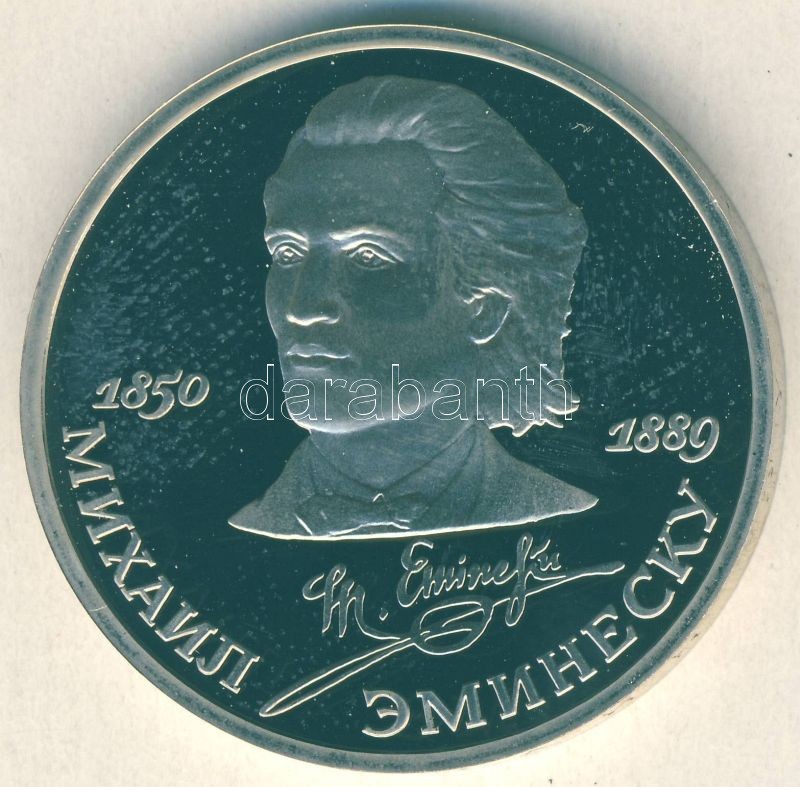 1850
darabanth
1889
МИХАИЛ ЭМИНЕСКУ
M. Eminescu